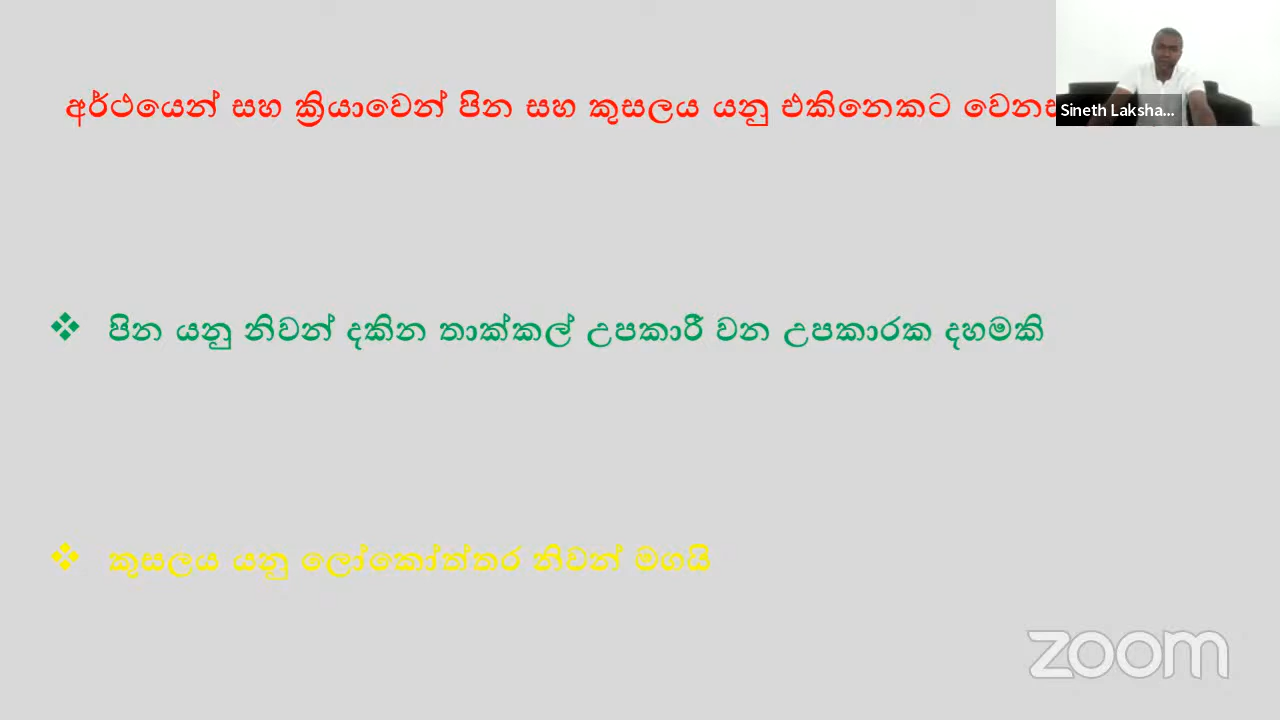 අර්ථයෙන් සහ ක්‍රියාවෙන් පින සහ කුසලය යනු එකිනෙකට
Sineth Laksha...
❖ පින යනු නිවන් දකින තාක්කල් උපකාරී වන උපකාරක දහමකි
❖ කුසලය යනු ලෝකෝත්තර නිවන් මගයි
zoom